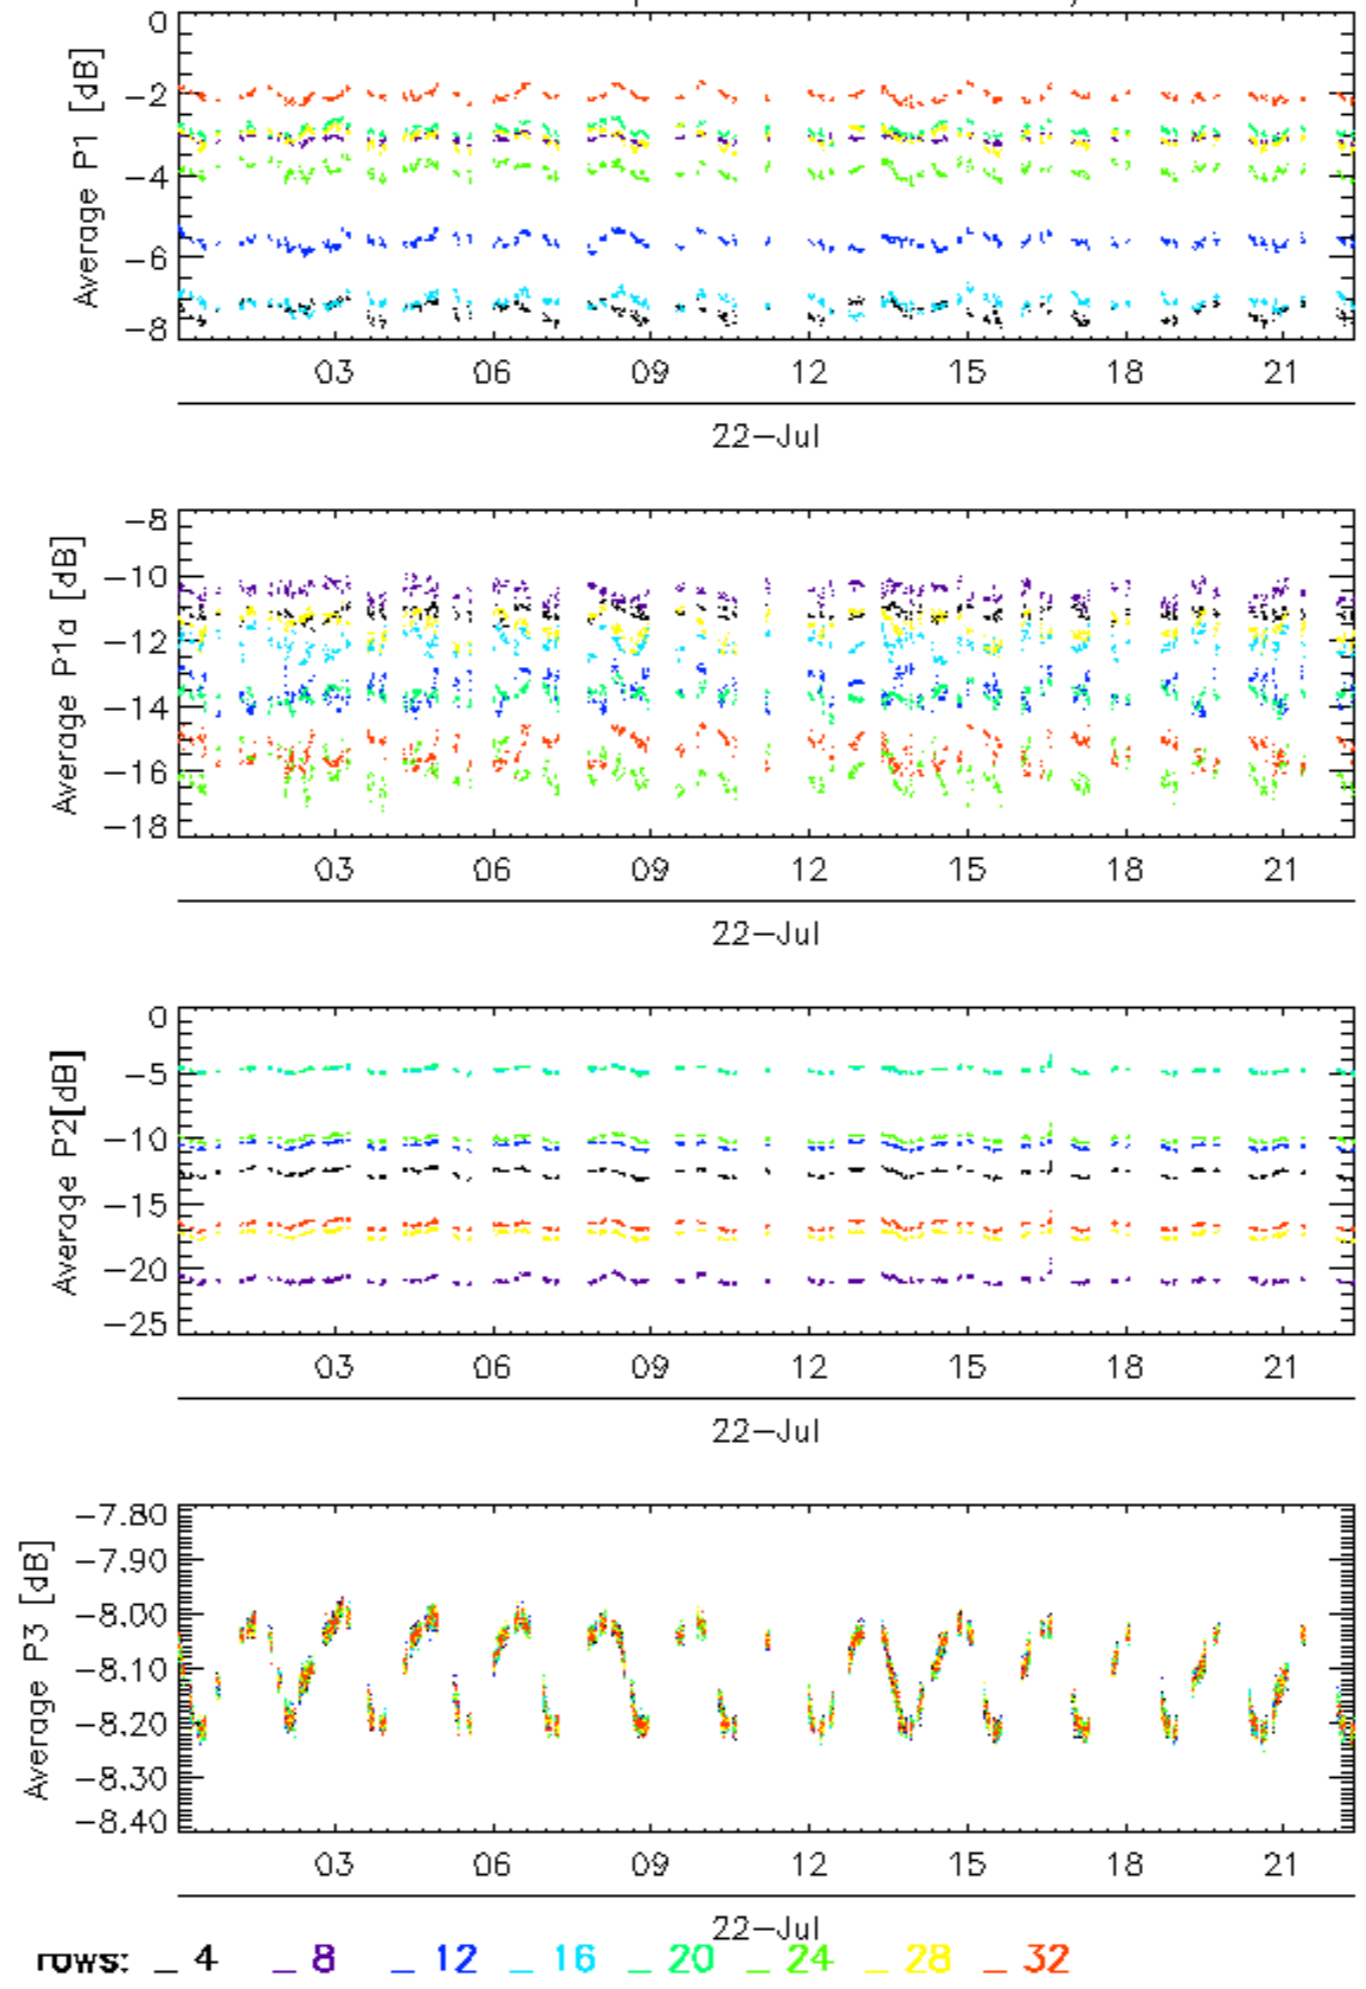 0
-2
-4
-6
-8
Average P1 [dB]
03 06 09 12 15 18 21
22-Jul
-8
-10
-12
-14
-16
-18
Average P1a [dB]
03 06 09 12 15 18 21
22-Jul
0
-5
-10
-15
-20
-25
Average P2[dB]
03 06 09 12 15 18 21
22-Jul
-7.80
-7.90
-8.00
-8.10
-8.20
-8.30
-8.40
Average P3 [dB]
03 06 09 12 15 18 21
22-Jul
rows: _ 4 _ 8 _ 12 _ 16 _ 20 _ 24 _ 28 _ 32